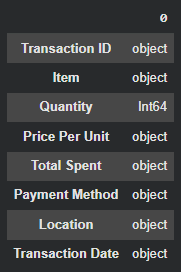 0
Transaction ID object
Item object
Quantity Int64
Price Per Unit object
Total Spent object
Payment Method object
Location object
Transaction Date object